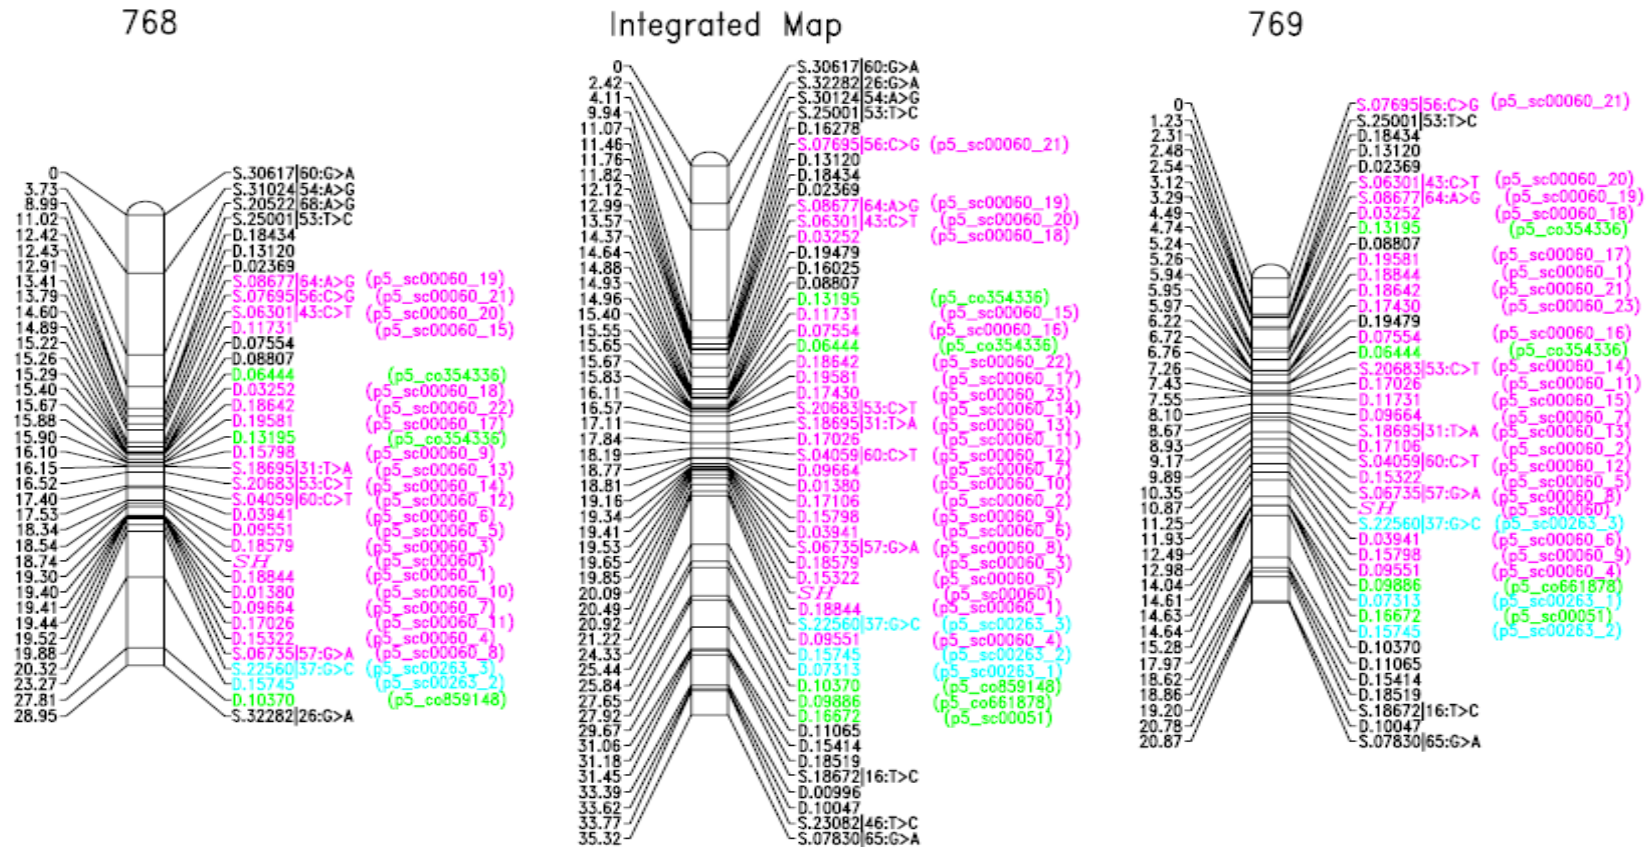 768
0 S.30617|60:G>A
3.73 S.31024|54:A>G
8.99 S.20522|68:A>G
11.02 S.25001|53:T>C
12.42 D.18434
12.43 D.13120
12.91 D.02369
13.41 S.08677|64:A>G (p5_sc00060_19)
13.79 S.07695|56:C>G (p5_sc00060_21)
14.60 S.06301|43:C>T (p5_sc00060_20)
14.89 D.11731 (p5_sc00060_15)
15.22 D.07554
15.26 D.08807
15.29 D.06444 (p5_co354336)
15.40 D.03252 (p5_sc00060_18)
15.67 D.18642 (p5_sc00060_22)
15.88 D.19581 (p5_sc00060_17)
15.90 D.13195 (p5_co354336)
16.10 D.15798 (p5_sc00060_9)
16.15 S.18695|31:T>A (p5_sc00060_13)
16.52 S.20683|53:C>T (p5_sc00060_14)
17.40 S.04059|60:C>T (p5_sc00060_12)
17.53 D.03941 (p5_sc00060_6)
18.34 D.09551 (p5_sc00060_5)
18.54 D.18579 (p5_sc00060_3)
18.74 SH (p5_sc00060)
19.30 D.18844 (p5_sc00060_1)
19.40 D.01380 (p5_sc00060_10)
19.41 D.09664 (p5_sc00060_7)
19.44 D.17026 (p5_sc00060_11)
19.52 D.15322 (p5_sc00060_4)
19.88 S.06735|57:G>A (p5_sc00060_8)
20.32 S.22560|37:G>C (p5_sc00263_3)
23.27 D.15745 (p5_sc00263_2)
27.81 D.10370 (p5_co859148)
28.95 S.32282|26:G>A
Integrated Map
0 S.30617|60:G>A
2.42 S.32282|26:G>A
4.11 S.30124|54:A>G
9.94 S.25001|53:T>C
11.07 D.16278
11.46 S.07695|56:C>G (p5_sc00060_21)
11.76 D.13120
11.82 D.18434
12.12 D.02369
12.99 S.08677|64:A>G (p5_sc00060_19)
13.57 S.06301|43:C>T (p5_sc00060_20)
14.37 D.03252 (p5_sc00060_18)
14.64 D.19479
14.88 D.16025
14.93 D.08807
14.96 D.13195 (p5_co354336)
15.40 D.11731 (p5_sc00060_15)
15.55 D.07554 (p5_sc00060_16)
15.65 D.06444 (p5_co354336)
15.67 D.18642 (p5_sc00060_22)
15.83 D.19581 (p5_sc00060_17)
16.11 D.17430 (p5_sc00060_23)
16.57 S.20683|53:C>T (p5_sc00060_14)
17.11 S.18695|31:T>A (p5_sc00060_13)
17.84 D.17026 (p5_sc00060_11)
18.19 S.04059|60:C>T (p5_sc00060_12)
18.77 D.09664 (p5_sc00060_7)
18.81 D.01380 (p5_sc00060_10)
19.16 D.17106 (p5_sc00060_2)
19.34 D.15798 (p5_sc00060_9)
19.41 D.03941 (p5_sc00060_6)
19.53 S.06735|57:G>A (p5_sc00060_8)
19.65 D.18579 (p5_sc00060_3)
19.85 D.15322 (p5_sc00060_5)
20.09 SH (p5_sc00060)
20.49 D.18844 (p5_sc00060_1)
20.92 S.22560|37:G>C (p5_sc00263_3)
21.22 D.09551 (p5_sc00060_4)
24.33 D.15745 (p5_sc00263_2)
25.44 D.07313 (p5_sc00263_1)
25.84 D.10370 (p5_co859148)
27.65 D.09886 (p5_co661878)
27.92 D.16672 (p5_sc00051)
29.67 D.11065
31.06 D.15414
31.18 D.18519
31.45 S.18672|16:T>C
33.39 D.00996
33.62 D.10047
33.77 S.23082|46:T>C
35.32 S.07830|65:G>A
769
0 S.07695|56:C>G (p5_sc00060_21)
1.23 S.25001|53:T>C
2.31 D.18434
2.48 D.13120
2.54 D.02369
3.12 S.06301|43:C>T (p5_sc00060_20)
3.29 S.08677|64:A>G (p5_sc00060_19)
4.49 D.03252 (p5_sc00060_18)
4.74 D.13195 (p5_co354336)
5.24 D.08807
5.26 D.19581 (p5_sc00060_17)
5.94 D.18844 (p5_sc00060_1)
5.95 D.18642 (p5_sc00060_21)
5.97 D.17430 (p5_sc00060_23)
6.22 D.19479
6.72 D.07554 (p5_sc00060_16)
6.76 D.06444 (p5_co354336)
7.26 S.20683|53:C>T (p5_sc00060_14)
7.43 D.17026 (p5_sc00060_11)
7.55 D.11731 (p5_sc00060_15)
8.10 D.09664 (p5_sc00060_7)
8.67 S.18695|31:T>A (p5_sc00060_13)
8.93 D.17106 (p5_sc00060_2)
9.17 S.04059|60:C>T (p5_sc00060_12)
9.89 D.15322 (p5_sc00060_5)
10.35 S.06735|57:G>A (p5_sc00060_8)
10.87 SH (p5_sc00060)
11.25 S.22560|37:G>C (p5_sc00263_3)
11.93 D.03941 (p5_sc00060_6)
12.49 D.15798 (p5_sc00060_9)
12.98 D.09551 (p5_sc00060_4)
14.04 D.09886 (p5_co661878)
14.61 D.07313 (p5_sc00263_1)
14.63 D.16672 (p5_sc00051)
14.64 D.15745 (p5_sc00263_2)
15.28 D.10370
17.97 D.11065
18.62 D.15414
18.86 D.18519
19.20 S.18672|16:T>C
20.78 D.10047
20.87 S.07830|65:G>A